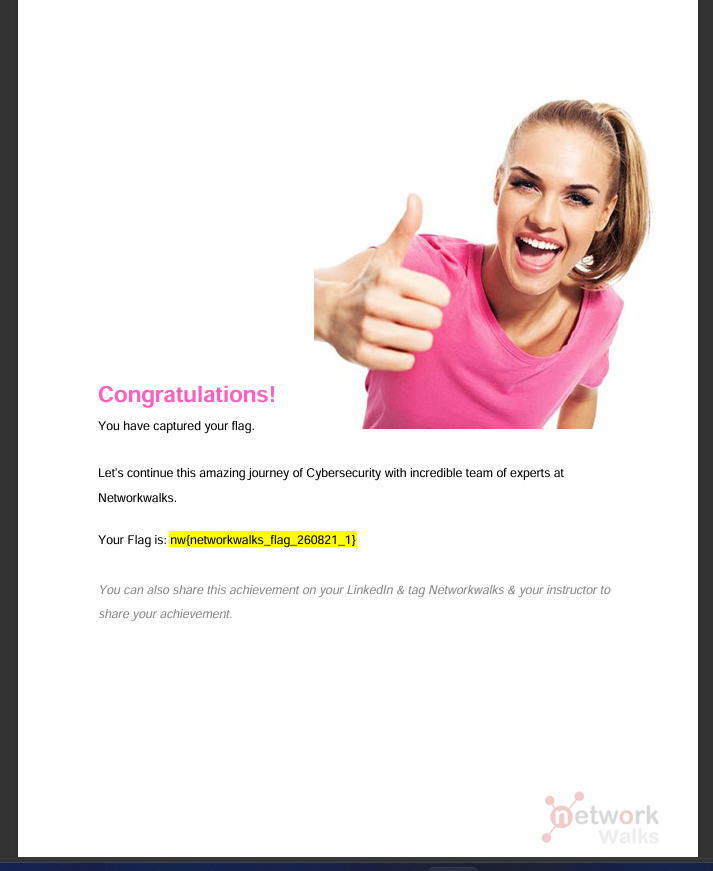 Congratulations!
You have captured your flag.
Let's continue this amazing journey of Cybersecurity with incredible team of experts at
Networkwalks.
Your Flag is: nw{networkwalks_flag_260821_1}
You can also share this achievement on your LinkedIn & tag Networkwalks & your instructor to
share your achievement.
network
Walks